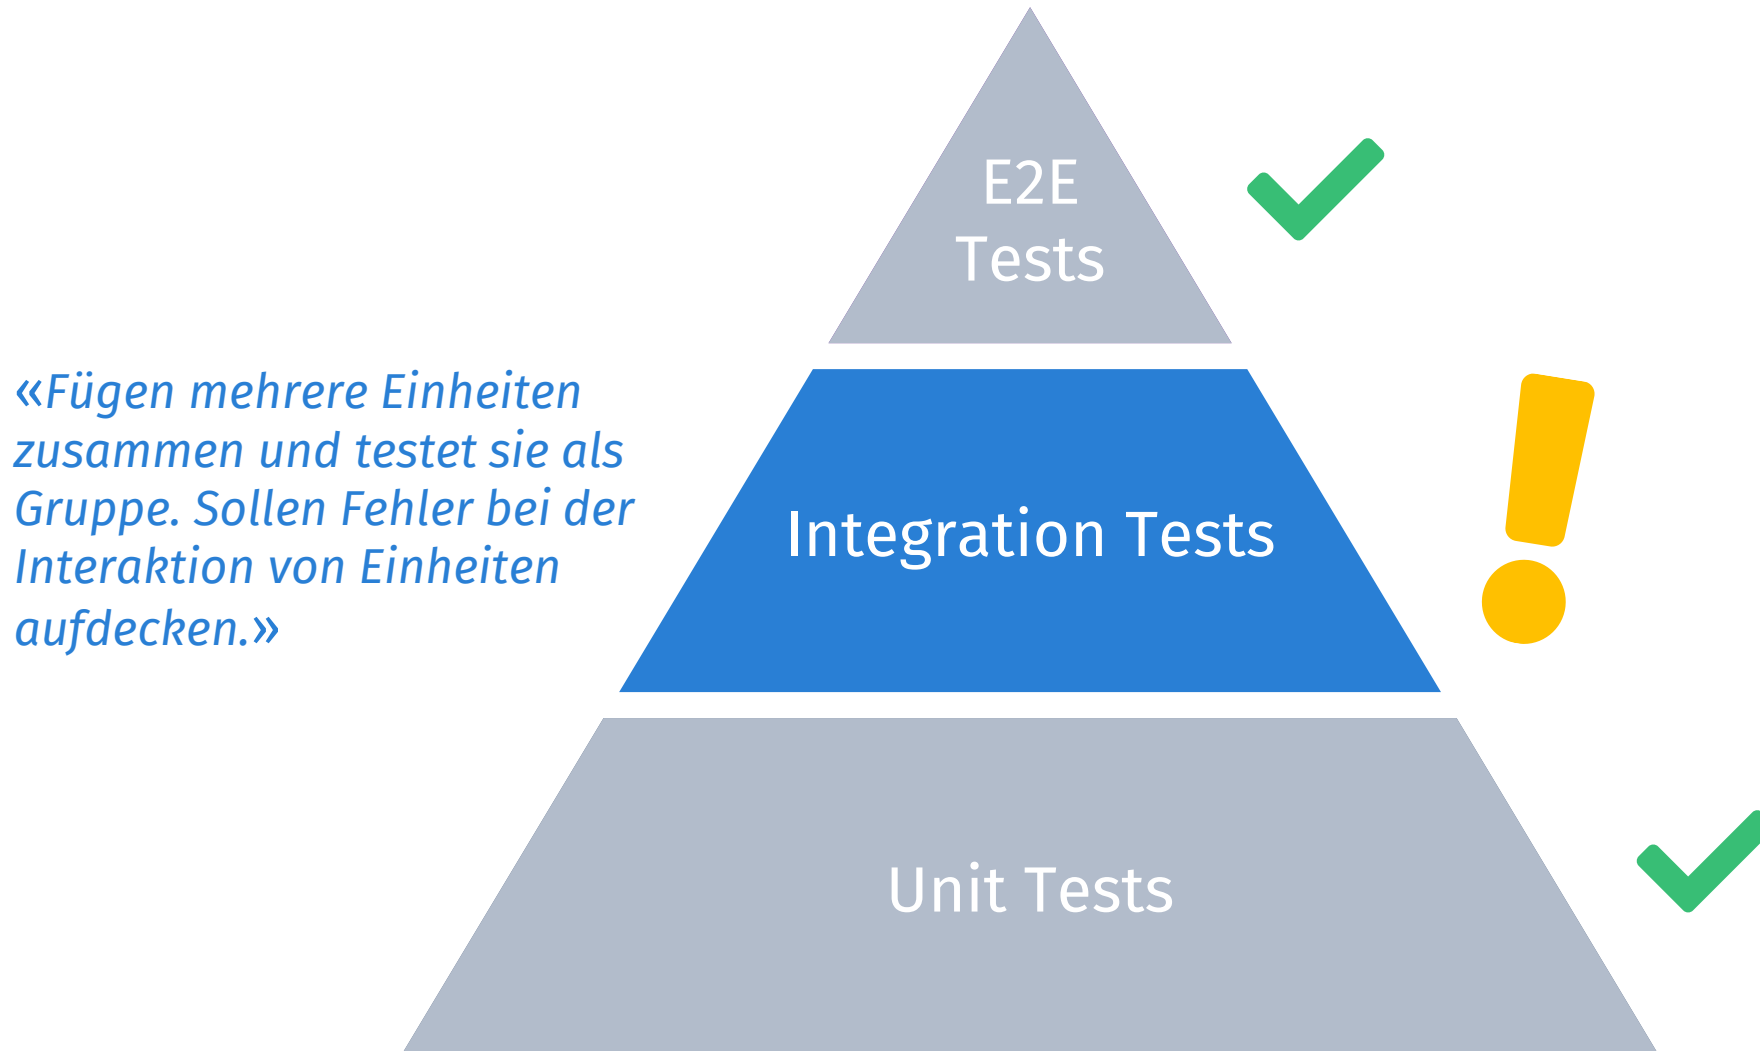 E2E
Tests
«Fügen mehrere Einheiten
zusammen und testet sie als
Gruppe. Sollen Fehler bei der
Interaktion von Einheiten
aufdecken.»
Integration Tests
Unit Tests